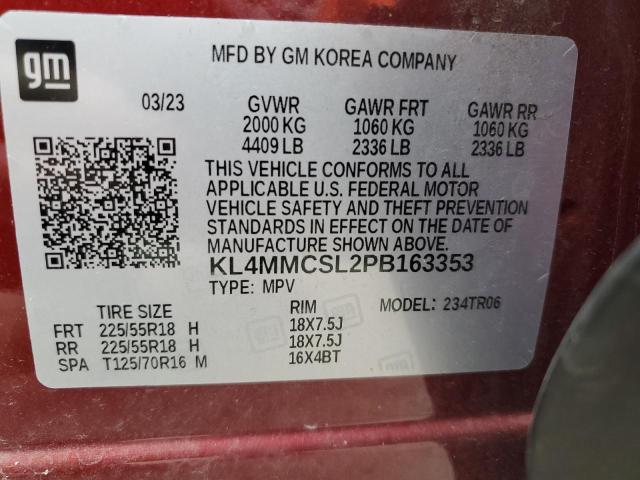 gm
MFD BY GM KOREA COMPANY
03/23 GVWR GAWR FRT GAWR RR
2000 KG 1060 KG 1060 KG
4409 LB 2336 LB 2336 LB
THIS VEHICLE CONFORMS TO ALL
APPLICABLE U.S. FEDERAL MOTOR
VEHICLE SAFETY AND THEFT PREVENTION
STANDARDS IN EFFECT ON THE DATE OF
MANUFACTURE SHOWN ABOVE.
KL4MMCSL2PB163353
TYPE: MPV MODEL: 234TR06
TIRE SIZE RIM
FRT 225/55R18 H 18X7.5J
RR 225/55R18 H 18X7.5J
SPA T125/70R16 M 16X4BT